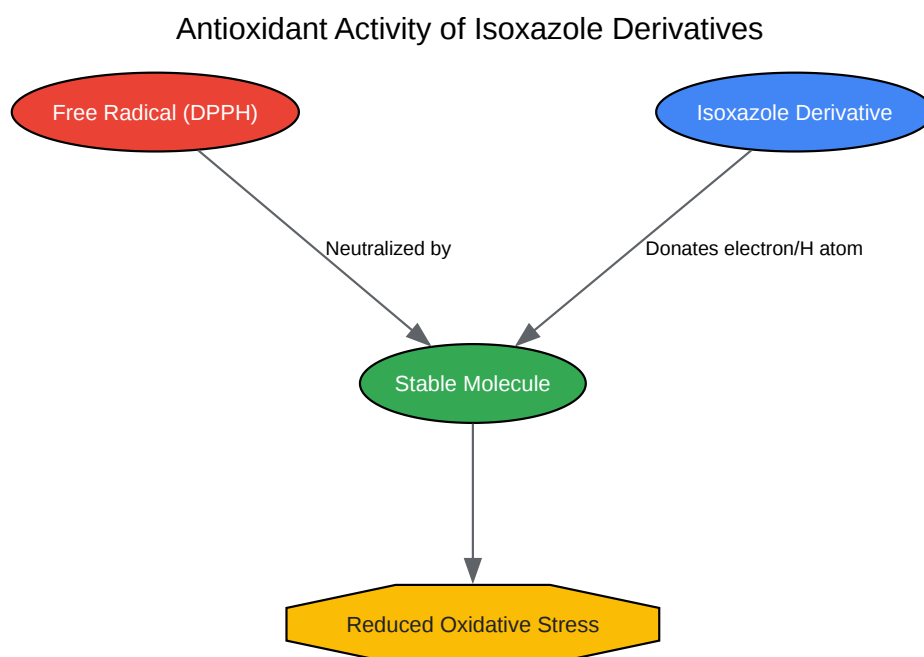 Antioxidant Activity of Isoxazole Derivatives
Free Radical (DPPH)
Isoxazole Derivative
Neutralized by
Donates electron/H atom
Stable Molecule
Reduced Oxidative Stress